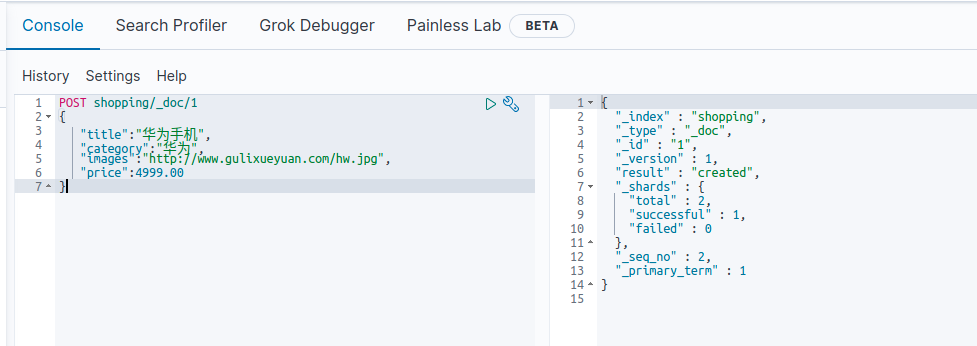 Console Search Profiler Grok Debugger Painless Lab BETA
History Settings Help
1 POST shopping/_doc/1
2 {
3 "title":"华为手机",
4 "category":"华为",
5 "images":"http://www.gulixueyuan.com/hw.jpg",
6 "price":4999.00
7 }
1 {
2 "_index" : "shopping",
3 "_type" : "_doc",
4 "_id" : "1",
5 "_version" : 1,
6 "result" : "created",
7 "_shards" : {
8 "total" : 2,
9 "successful" : 1,
10 "failed" : 0
11 },
12 "_seq_no" : 2,
13 "_primary_term" : 1
14 }
15